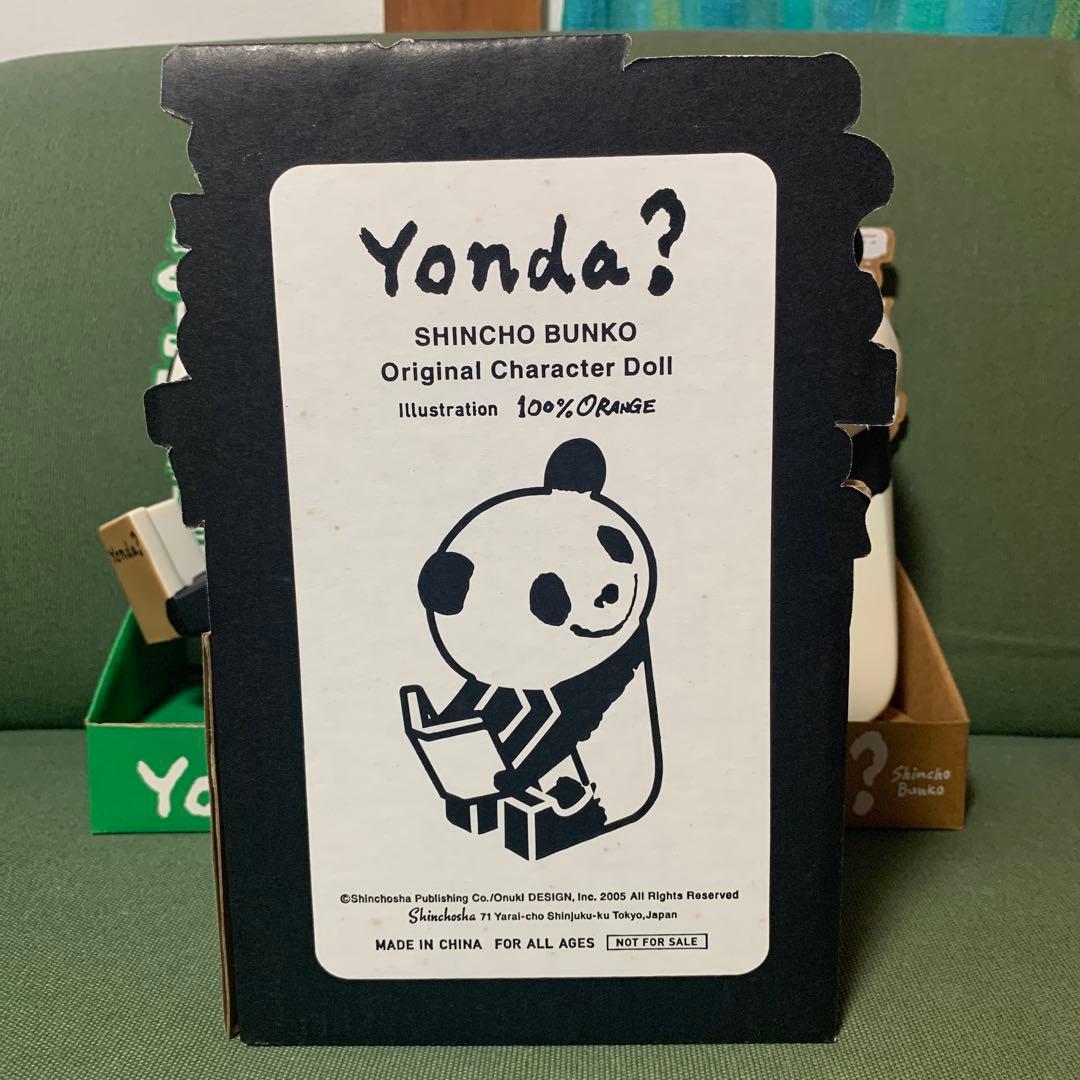 Yonda?
SHINCHO BUNKO
Original Character Doll
Illustration 100%ORANGE
©Shinchosha Publishing Co./Onuki DESIGN, Inc. 2005 All Rights Reserved
Shinchosha 71 Yarai-cho Shinjuku-ku Tokyo,Japan
MADE IN CHINA FOR ALL AGES NOT FOR SALE
Yonda?
Yo
? Shincho
Bunko